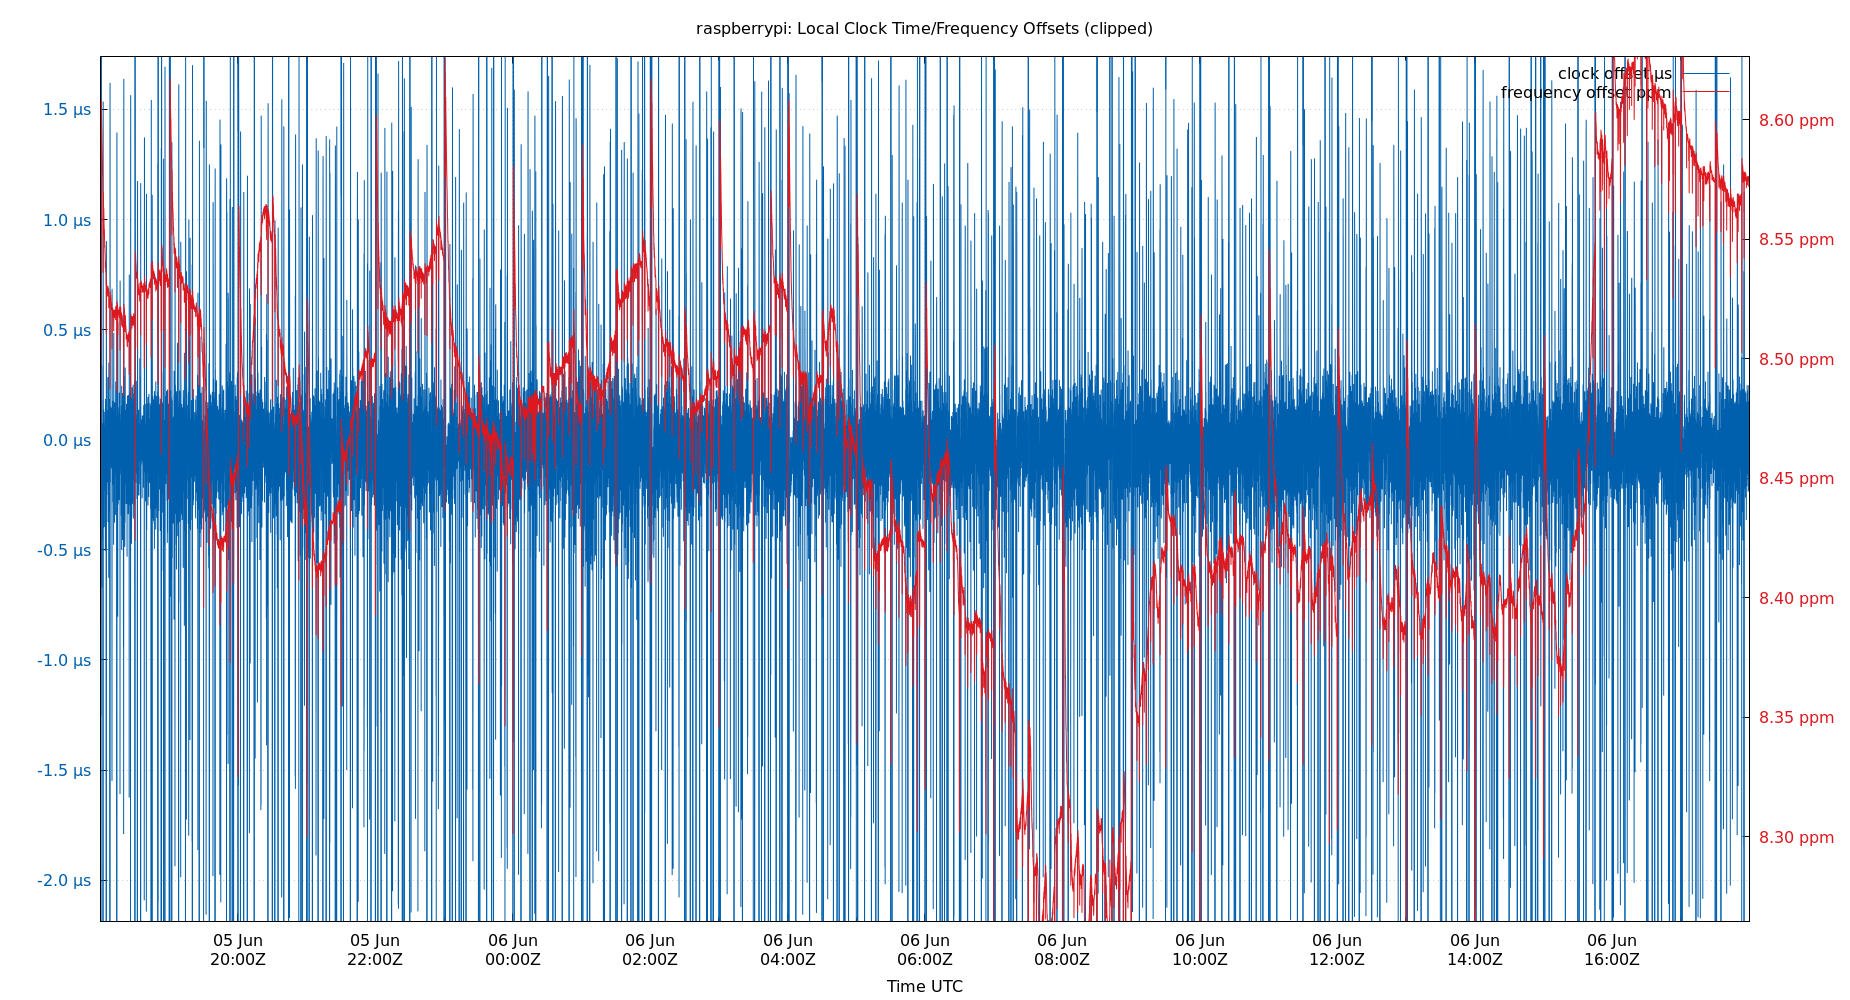 raspberrypi: Local Clock Time/Frequency Offsets (clipped)
clock offset µs
frequency offset ppm
1.5 µs
1.0 µs
0.5 µs
0.0 µs
-0.5 µs
-1.0 µs
-1.5 µs
-2.0 µs
8.60 ppm
8.55 ppm
8.50 ppm
8.45 ppm
8.40 ppm
8.35 ppm
8.30 ppm
05 Jun 05 Jun 06 Jun 06 Jun 06 Jun 06 Jun 06 Jun 06 Jun 06 Jun 06 Jun 06 Jun
20:00Z 22:00Z 00:00Z 02:00Z 04:00Z 06:00Z 08:00Z 10:00Z 12:00Z 14:00Z 16:00Z
Time UTC